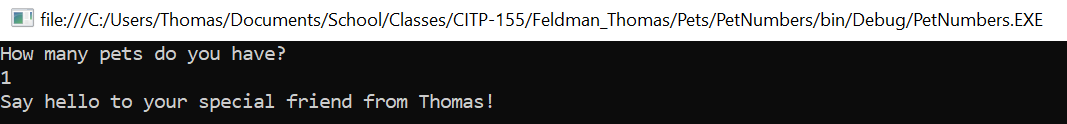 file:///C:/Users/Thomas/Documents/School/Classes/CITP-155/Feldman_Thomas/Pets/PetNumbers/bin/Debug/PetNumbers.EXE
How many pets do you have?
1
Say hello to your special friend from Thomas!